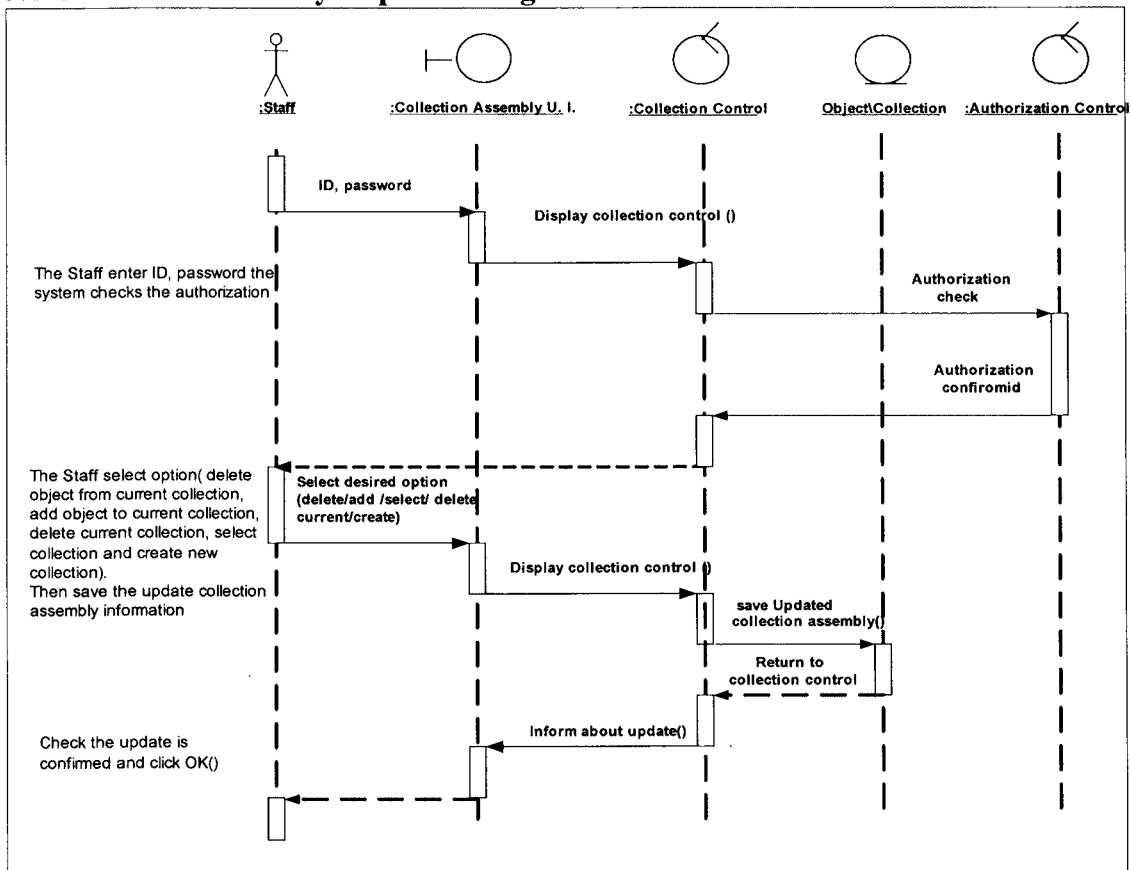 :Staff
:Collection Assembly U. I.
:Collection Control
Object\Collection
:Authorization Control
ID, password
Display collection control ()
The Staff enter ID, password the
system checks the authorization
Authorization
check
Authorization
confiromid
The Staff select option( delete
object from current collection,
add object to current collection,
delete current collection, select
collection and create new
collection).
Then save the update collection
assembly information
Select desired option
(delete/add /select/ delete
current/create)
Display collection control ()
save Updated
collection assembly()
Return to
collection control
Inform about update()
Check the update is
confirmed and click OK()